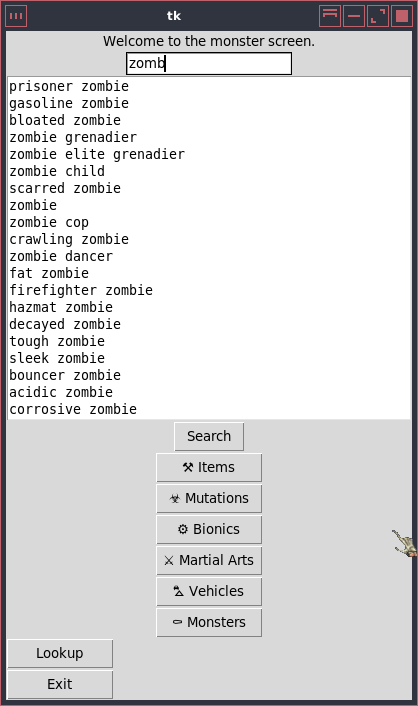 tk
Welcome to the monster screen.
zomb
prisoner zombie
gasoline zombie
bloated zombie
zombie grenadier
zombie elite grenadier
zombie child
scarred zombie
zombie
zombie cop
crawling zombie
zombie dancer
fat zombie
firefighter zombie
hazmat zombie
decayed zombie
tough zombie
sleek zombie
bouncer zombie
acidic zombie
corrosive zombie
Search
⚒ Items
☣ Mutations
⚙ Bionics
⚔ Martial Arts
⛍ Vehicles
⚰ Monsters
Lookup
Exit